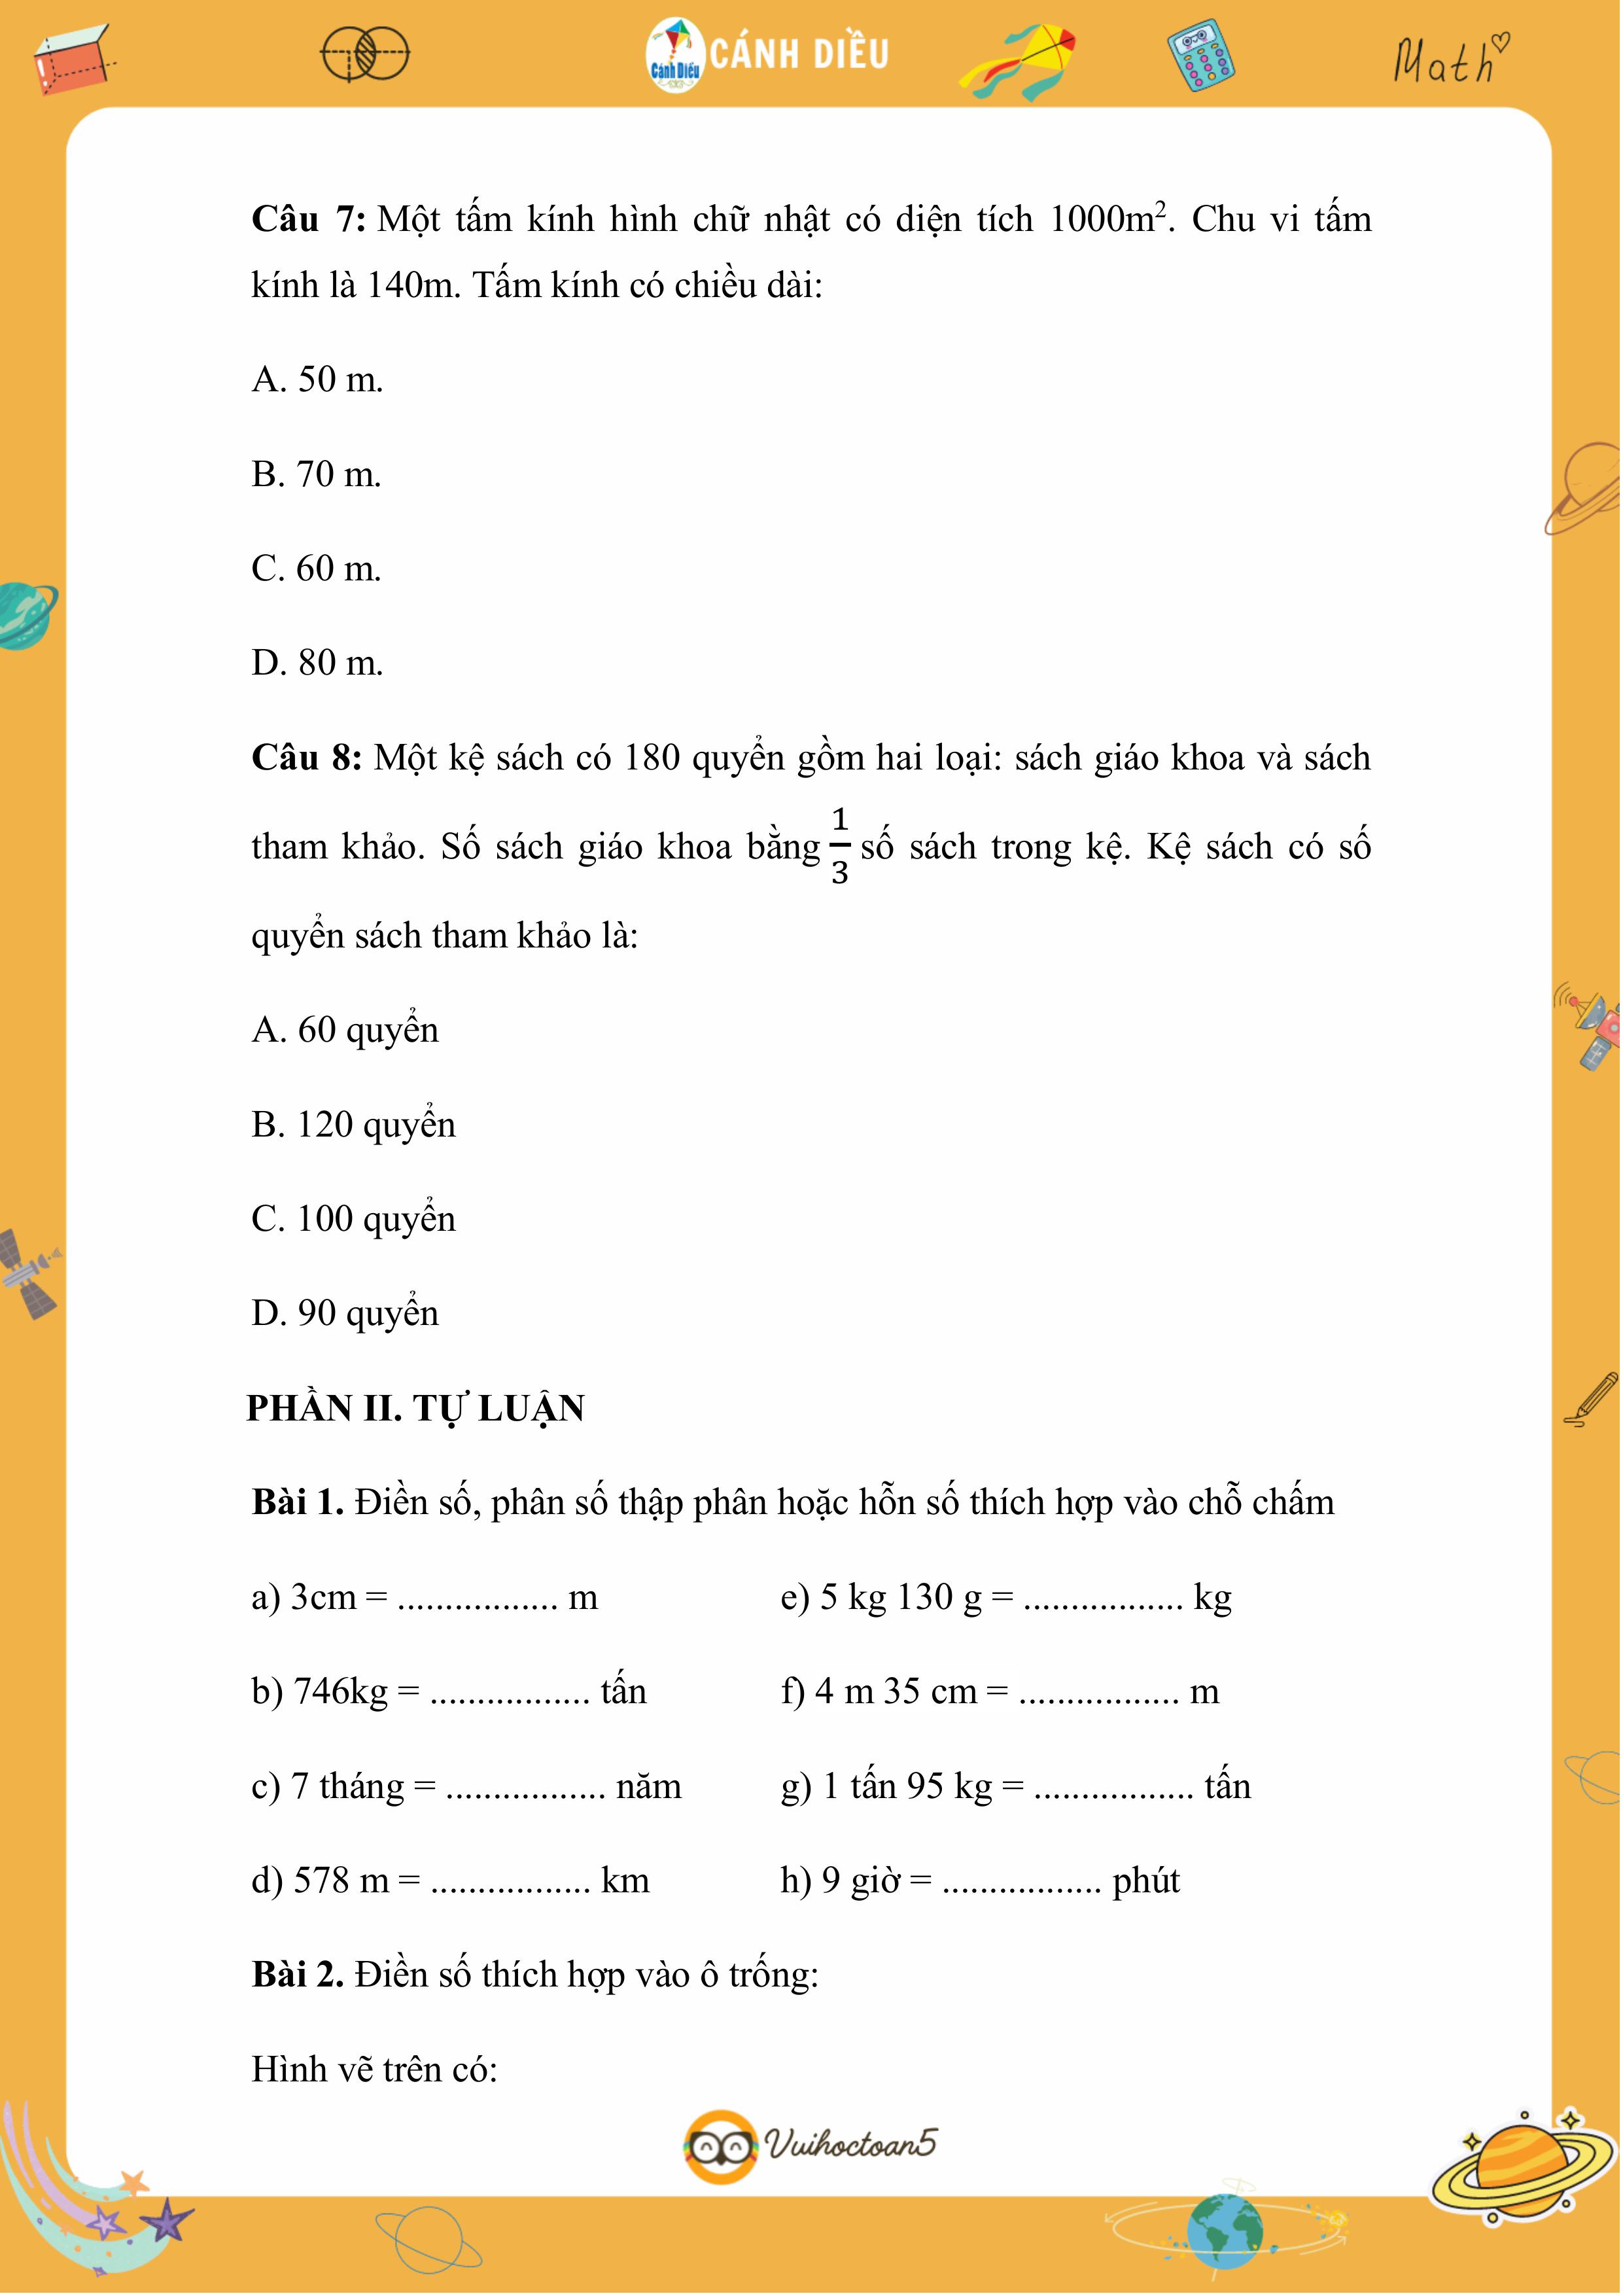 Cánh Diều CÁNH DIỀU Math
Câu 7: Một tấm kính hình chữ nhật có diện tích 1000m². Chu vi tấm
kính là 140m. Tấm kính có chiều dài:
A. 50 m.
B. 70 m.
C. 60 m.
D. 80 m.
Câu 8: Một kệ sách có 180 quyển gồm hai loại: sách giáo khoa và sách
tham khảo. Số sách giáo khoa bằng 1/3 số sách trong kệ. Kệ sách có số
quyển sách tham khảo là:
A. 60 quyển
B. 120 quyển
C. 100 quyển
D. 90 quyển
PHẦN II. TỰ LUẬN
Bài 1. Điền số, phân số thập phân hoặc hỗn số thích hợp vào chỗ chấm
a) 3cm = ................. m e) 5 kg 130 g = ................. kg
b) 746kg = ................. tấn f) 4 m 35 cm = ................. m
c) 7 tháng = ................. năm g) 1 tấn 95 kg = ................. tấn
d) 578 m = ................. km h) 9 giờ = ................. phút
Bài 2. Điền số thích hợp vào ô trống:
Hình vẽ trên có:
Vuihoctoan5